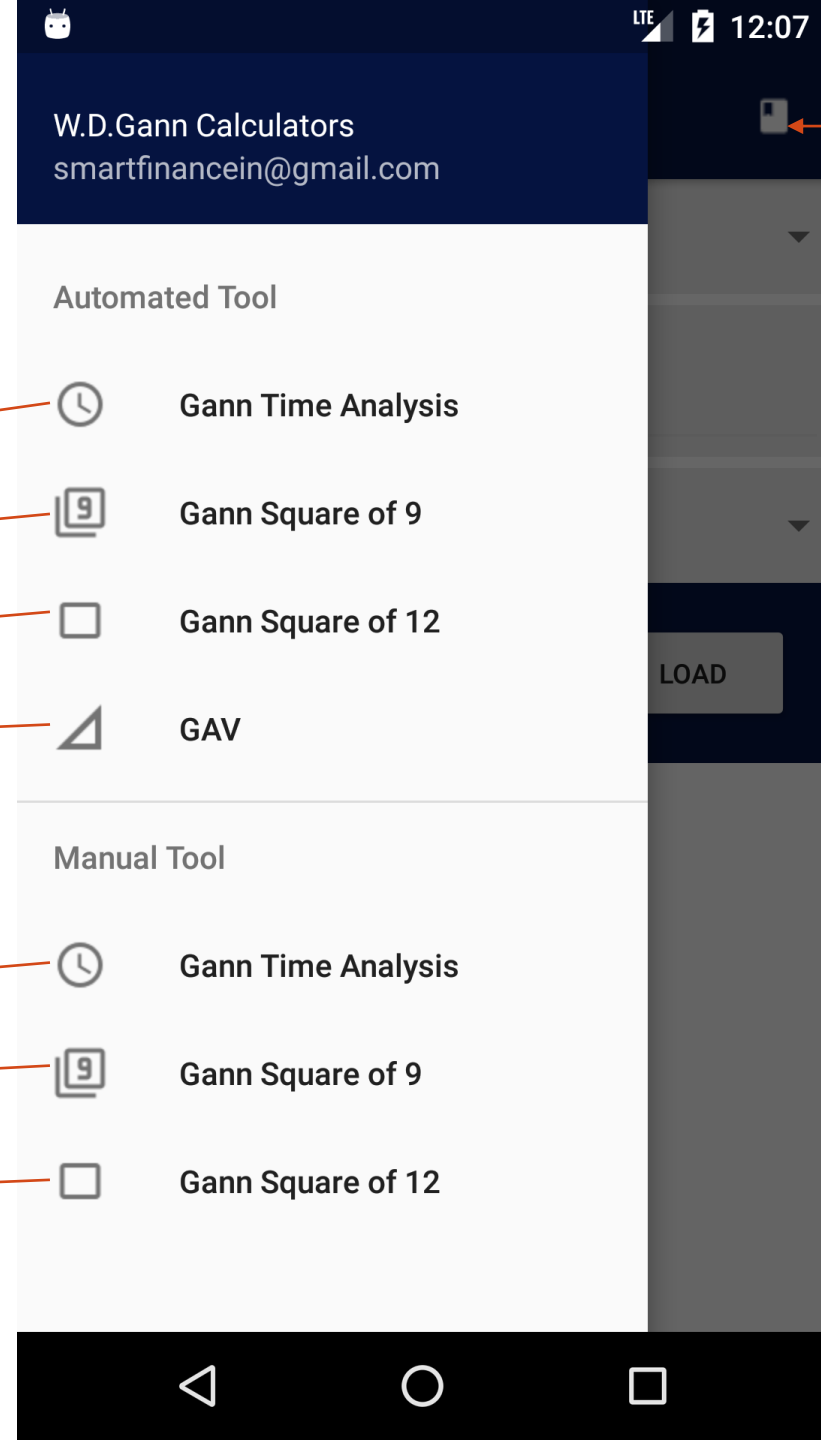 LTE 12:07
W.D.Gann Calculators
smartfinancein@gmail.com
Automated Tool
Gann Time Analysis
9 Gann Square of 9
Gann Square of 12
LOAD
GAV
Manual Tool
Gann Time Analysis
9 Gann Square of 9
Gann Square of 12